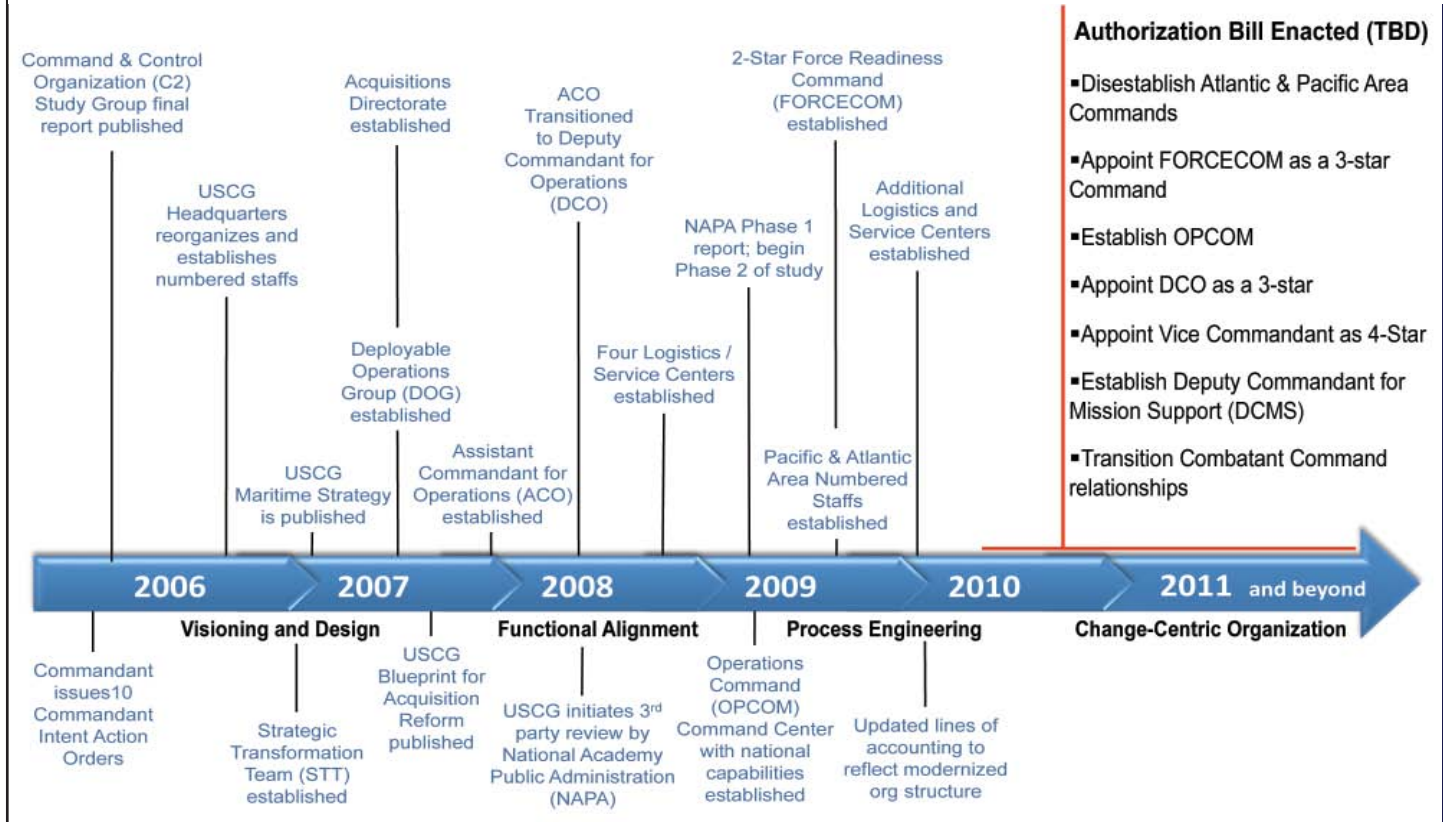 Command & Control
Organization (C2)
Study Group final
report published
USCG
Headquarters
reorganizes and
establishes
numbered staffs
USCG
Maritime Strategy
is published
Acquisitions
Directorate
established
Deployable
Operations
Group (DOG)
established
Assistant
Commandant for
Operations (ACO)
established
ACO
Transitioned
to Deputy
Commandant for
Operations
(DCO)
Four Logistics /
Service Centers
established
NAPA Phase 1
report; begin
Phase 2 of study
2-Star Force Readiness
Command
(FORCECOM)
established
Pacific & Atlantic
Area Numbered
Staffs
established
Additional
Logistics and
Service Centers
established
Authorization Bill Enacted (TBD)
▪Disestablish Atlantic & Pacific Area
Commands
▪Appoint FORCECOM as a 3-star
Command
▪Establish OPCOM
▪Appoint DCO as a 3-star
▪Appoint Vice Commandant as 4-Star
▪Establish Deputy Commandant for
Mission Support (DCMS)
▪Transition Combatant Command
relationships
2006 2007 2008 2009 2010 2011 and beyond
Visioning and Design Functional Alignment Process Engineering Change-Centric Organization
Commandant
issues10
Commandant
Intent Action
Orders
Strategic
Transformation
Team (STT)
established
USCG
Blueprint for
Acquisition
Reform
published
USCG initiates 3rd
party review by
National Academy
Public Administration
(NAPA)
Operations
Command
(OPCOM)
Command Center
with national
capabilities
established
Updated lines of
accounting to
reflect modernized
org structure